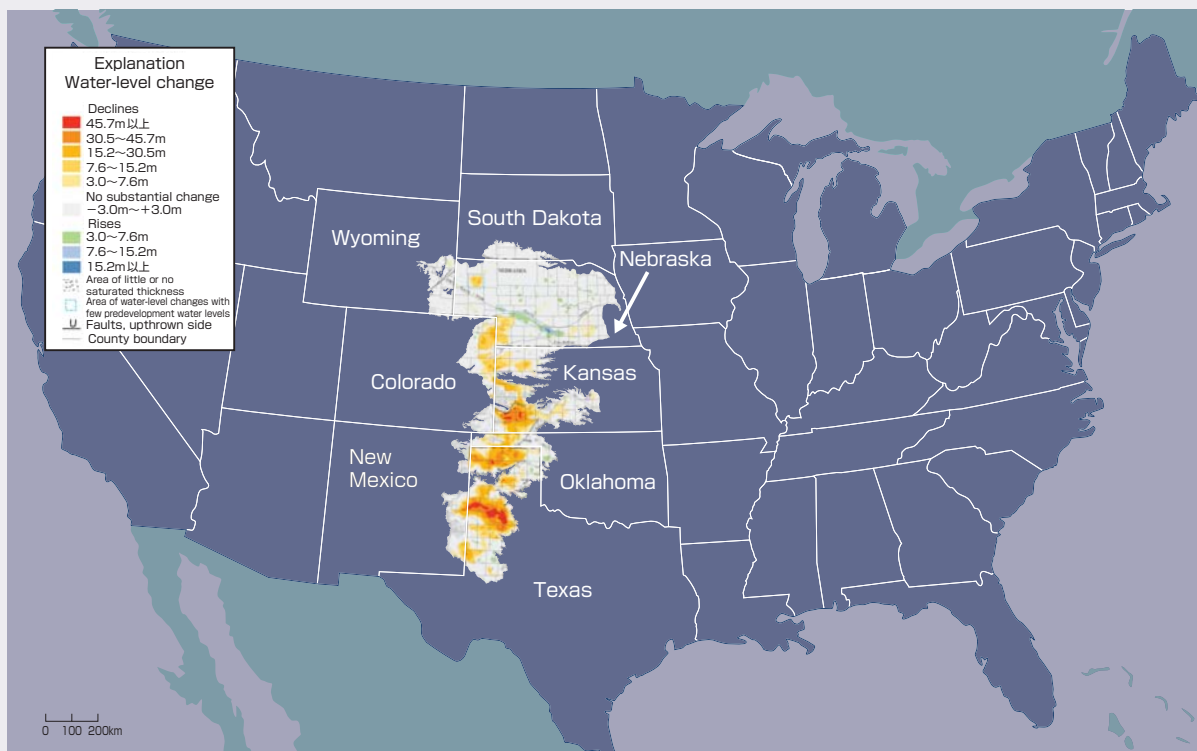 Explanation
Water-level change
Declines
45.7m以上
30.5〜45.7m
15.2〜30.5m
7.6〜15.2m
3.0〜7.6m
No substantial change
−3.0m〜+3.0m
Rises
3.0〜7.6m
7.6〜15.2m
15.2m以上
Area of little or no
saturated thickness
Area of water-level changes with
few predevelopment water levels
U
Faults, upthrown side
County boundary
South Dakota
Wyoming
Nebraska
NEBRASKA
Colorado
Kansas
New
Mexico
Oklahoma
Texas
0 100 200km